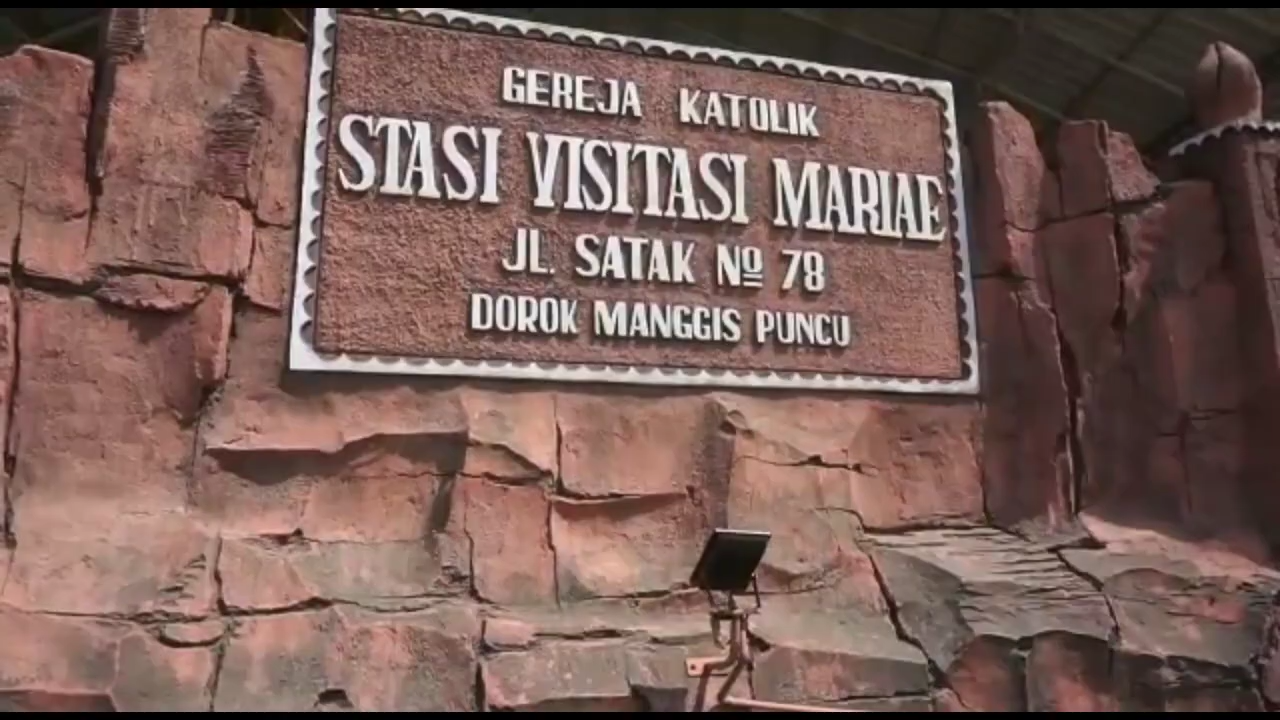 GEREJA KATOLIK
STASI VISITASI MARIAE
JL. SATAK Nº 78
DOROK MANGGIS PUNCU